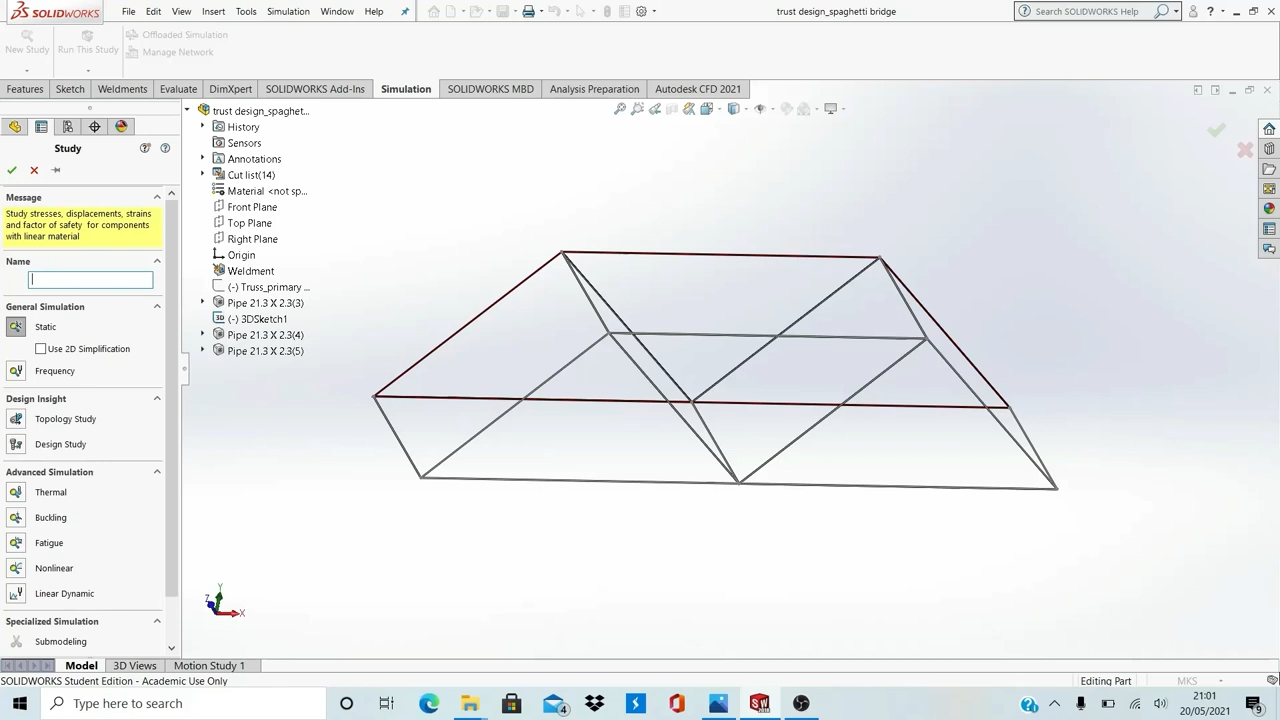 SOLIDWORKS File Edit View Insert Tools Simulation Window Help
trust design_spaghetti bridge
Search SOLIDWORKS Help
New Study
Run This Study
Offloaded Simulation
Manage Network
Features Sketch Weldments Evaluate DimXpert SOLIDWORKS Add-Ins Simulation SOLIDWORKS MBD Analysis Preparation Autodesk CFD 2021
Study
Message
Study stresses, displacements, strains
and factor of safety for components
with linear material
Name
General Simulation
Static
Use 2D Simplification
Frequency
Design Insight
Topology Study
Design Study
Advanced Simulation
Thermal
Buckling
Fatigue
Nonlinear
Linear Dynamic
Specialized Simulation
Submodeling
trust design_spaghet...
History
Sensors
Annotations
Cut list(14)
Material <not sp...
Front Plane
Top Plane
Right Plane
Origin
Weldment
(-) Truss_primary ...
Pipe 21.3 X 2.3(3)
(-) 3DSketch1
Pipe 21.3 X 2.3(4)
Pipe 21.3 X 2.3(5)
Y
Z
X
Model 3D Views Motion Study 1
SOLIDWORKS Student Edition - Academic Use Only
Editing Part
MKS
Type here to search
4
21:01
20/05/2021
9